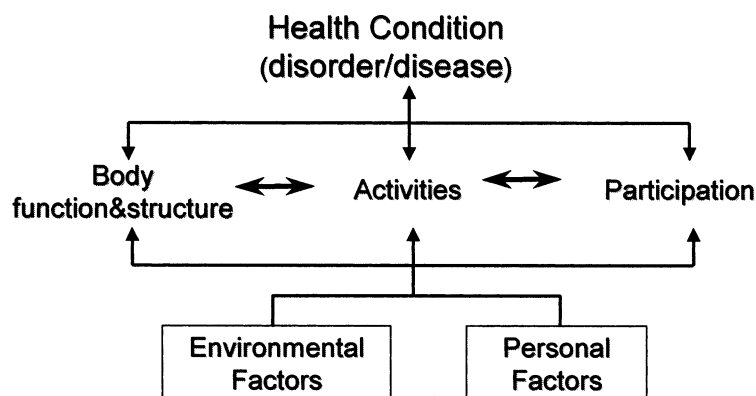 Health Condition
(disorder/disease)
Body
function&structure
Activities
Participation
Environmental
Factors
Personal
Factors